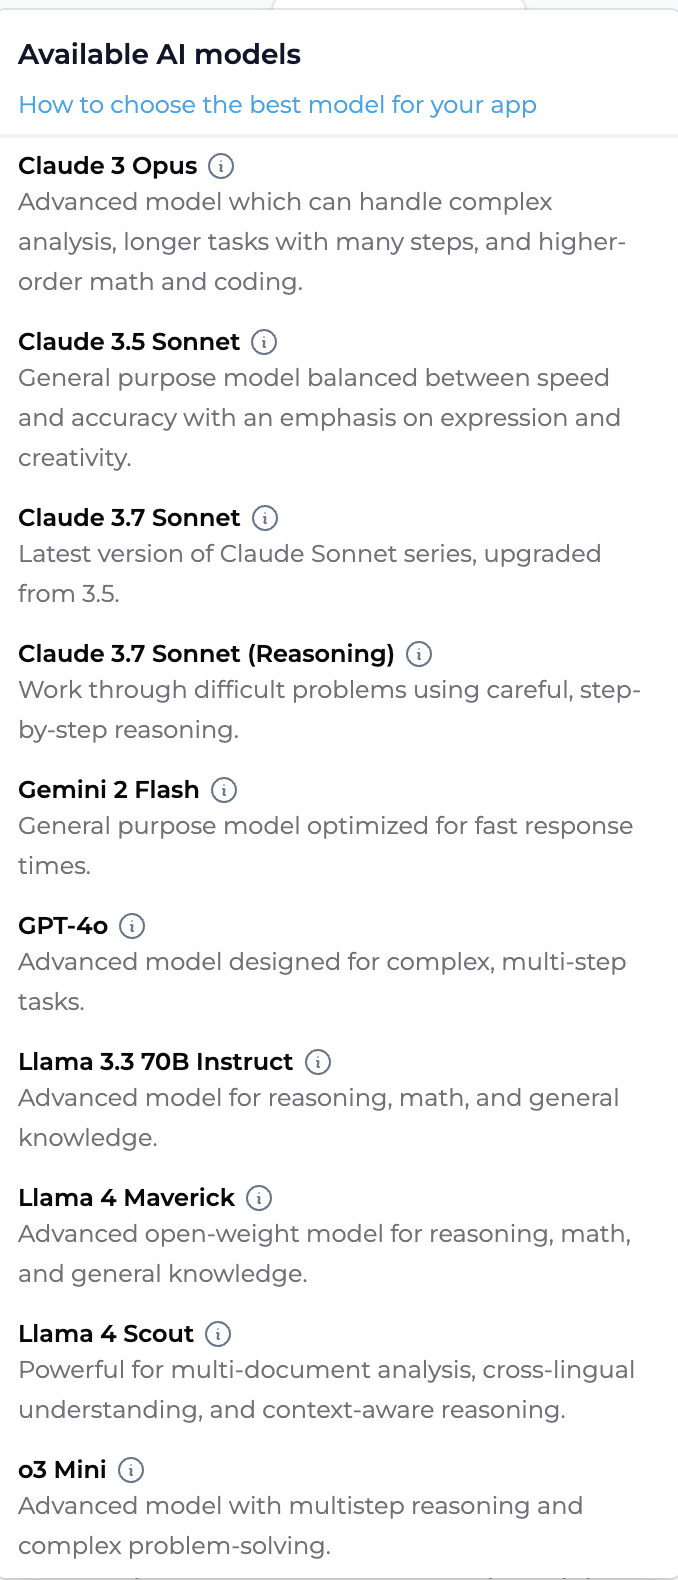 Available AI models
How to choose the best model for your app
Claude 3 Opus
Advanced model which can handle complex
analysis, longer tasks with many steps, and higher-
order math and coding.
Claude 3.5 Sonnet
General purpose model balanced between speed
and accuracy with an emphasis on expression and
creativity.
Claude 3.7 Sonnet
Latest version of Claude Sonnet series, upgraded
from 3.5.
Claude 3.7 Sonnet (Reasoning)
Work through difficult problems using careful, step-
by-step reasoning.
Gemini 2 Flash
General purpose model optimized for fast response
times.
GPT-4o
Advanced model designed for complex, multi-step
tasks.
Llama 3.3 70B Instruct
Advanced model for reasoning, math, and general
knowledge.
Llama 4 Maverick
Advanced open-weight model for reasoning, math,
and general knowledge.
Llama 4 Scout
Powerful for multi-document analysis, cross-lingual
understanding, and context-aware reasoning.
o3 Mini
Advanced model with multistep reasoning and
complex problem-solving.